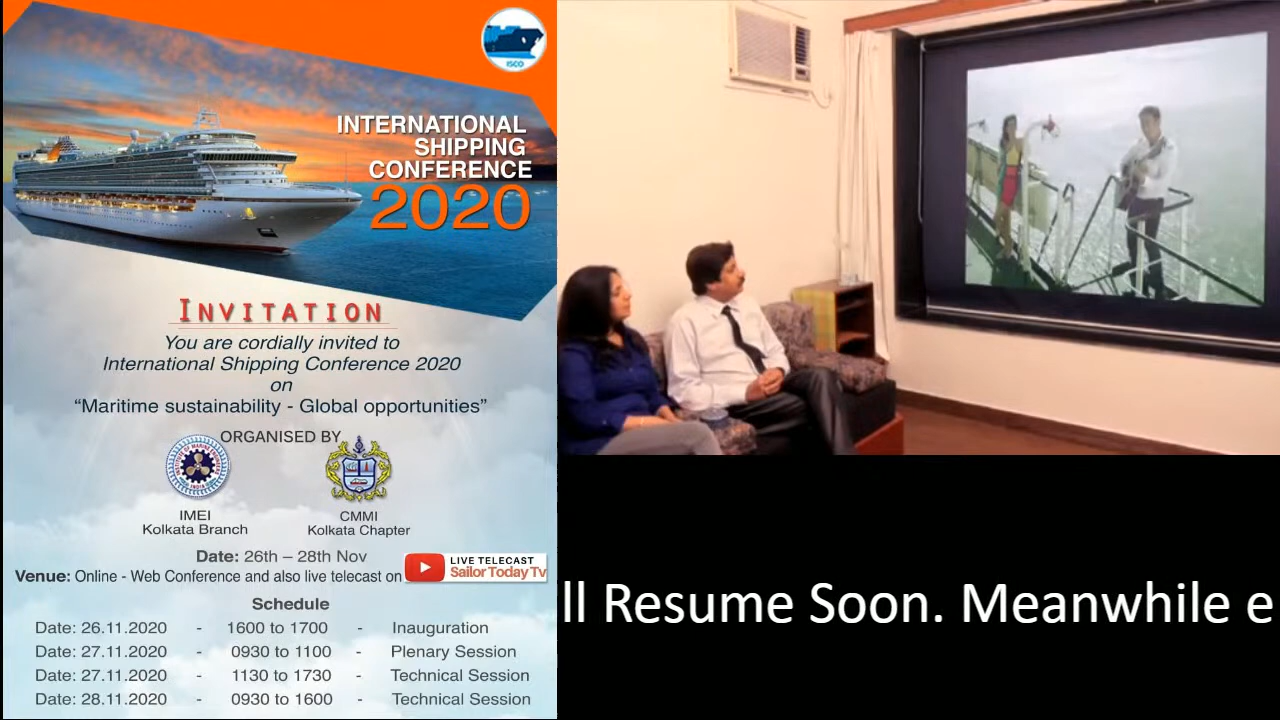 ISCO
INTERNATIONAL
SHIPPING
CONFERENCE
2020
INVITATION
You are cordially invited to
International Shipping Conference 2020
on
“Maritime sustainability - Global opportunities”
ORGANISED BY
IMEI
Kolkata Branch
CMMI
Kolkata Chapter
Date: 26th – 28th Nov
Venue: Online - Web Conference and also live telecast on
LIVE TELECAST
Sailor Today Tv
Schedule
Date: 26.11.2020 - 1600 to 1700 - Inauguration
Date: 27.11.2020 - 0930 to 1100 - Plenary Session
Date: 27.11.2020 - 1130 to 1730 - Technical Session
Date: 28.11.2020 - 0930 to 1600 - Technical Session
ll Resume Soon. Meanwhile e